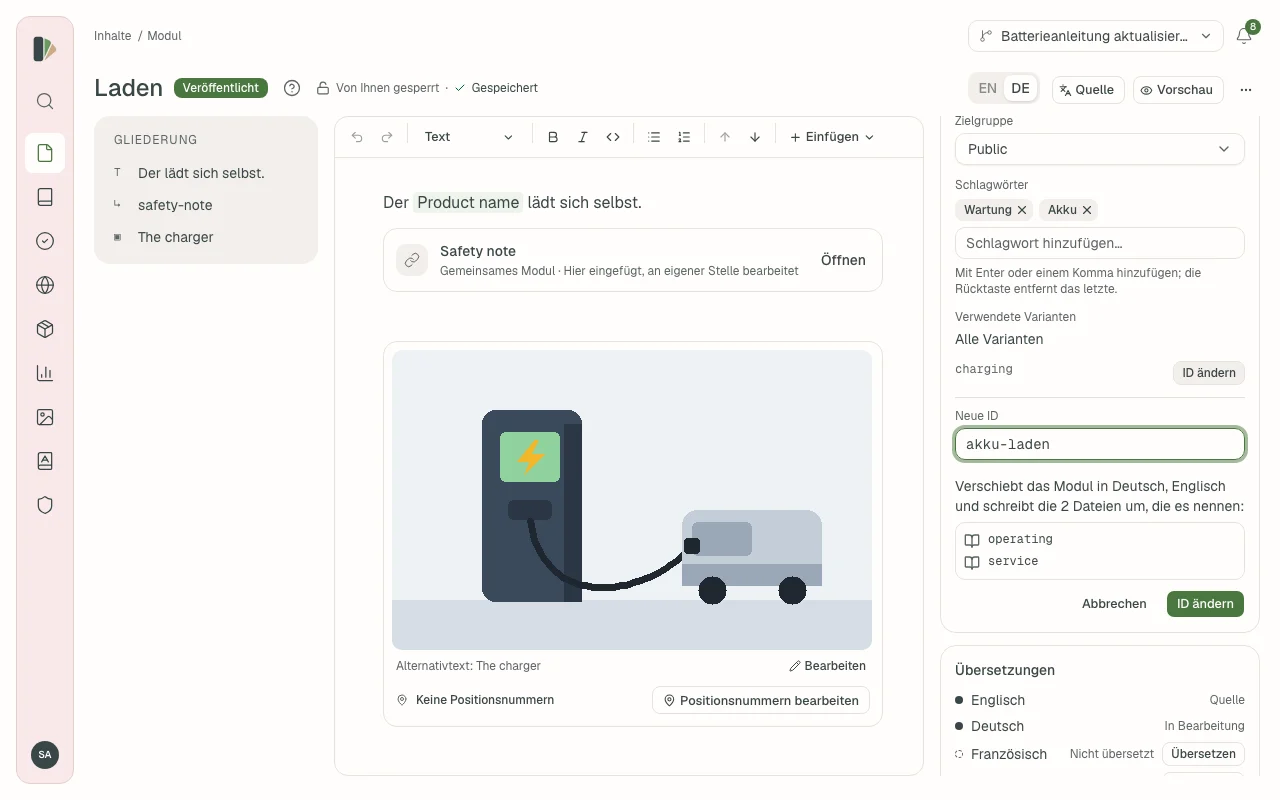 Inhalte / Modul
Batterieanleitung aktualisier…
8
Laden
Veröffentlicht
Von Ihnen gesperrt · Gespeichert
EN DE
Quelle
Vorschau
GLIEDERUNG
T Der lädt sich selbst.
safety-note
The charger
Text
B I
Einfügen
Der Product name lädt sich selbst.
Safety note
Gemeinsames Modul · Hier eingefügt, an eigener Stelle bearbeitet
Öffnen
Alternativtext: The charger
Bearbeiten
Keine Positionsnummern
Positionsnummern bearbeiten
Zielgruppe
Public
Schlagwörter
Wartung
Akku
Schlagwort hinzufügen…
Mit Enter oder einem Komma hinzufügen; die
Rücktaste entfernt das letzte.
Verwendete Varianten
Alle Varianten
charging
ID ändern
Neue ID
akku-laden
Verschiebt das Modul in Deutsch, Englisch
und schreibt die 2 Dateien um, die es nennen:
operating
service
Abbrechen
ID ändern
Übersetzungen
Englisch Quelle
Deutsch In Bearbeitung
Französisch Nicht übersetzt Übersetzen
SA